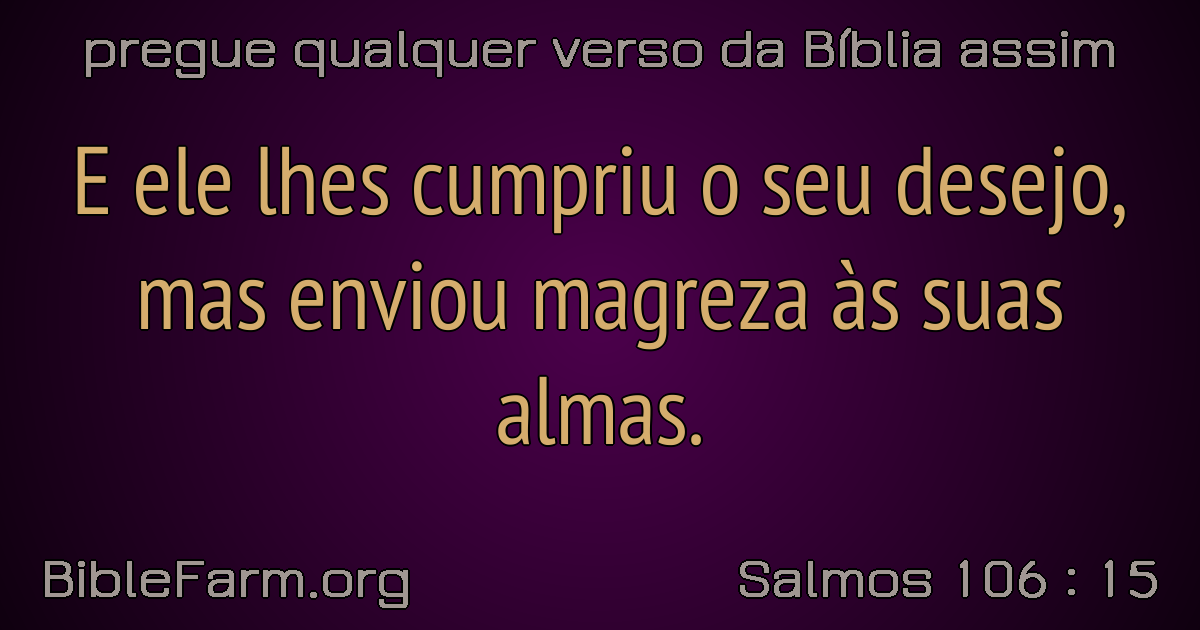 pregue qualquer verso da Bíblia assim
E ele lhes cumpriu o seu desejo,
mas enviou magreza às suas
almas.
BibleFarm.org
Salmos 106 : 15